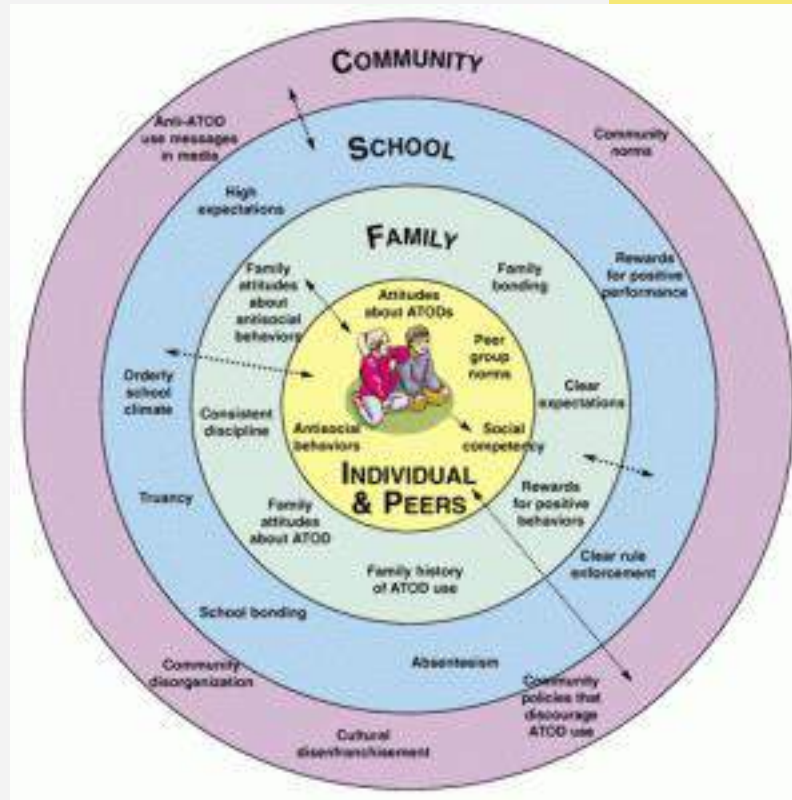 COMMUNITY
Anti-ATOD
use messages
in media
Community
norms
SCHOOL
High
expectations
Rewards
for positive
performance
FAMILY
Family
attitudes
about
antisocial
behaviors
Family
bonding
Attitudes
about ATODs
Peer
group
norms
Orderly
school
climate
Consistent
discipline
Clear
expectations
Antisocial
behaviors
Social
competency
INDIVIDUAL
& PEERS
Truancy
Family
attitudes
about ATOD
Rewards
for positive
behaviors
Family history
of ATOD use
Clear rule
enforcement
School bonding
Absentesism
Community
disorganization
Community
policies that
discourage
ATOD use
Cultural
disenfranchisement